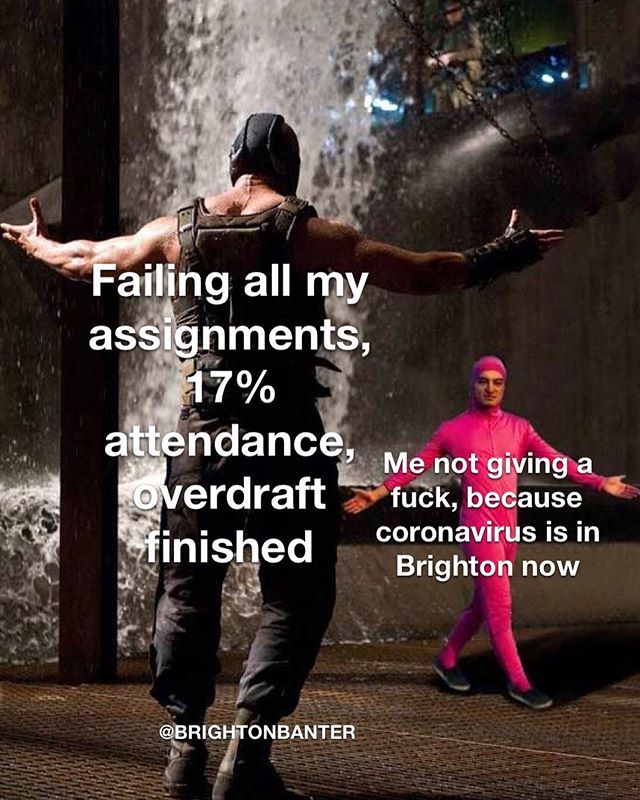 Failing all my
assignments,
17%
attendance,
overdraft
finished
Me not giving a
fuck, because
coronavirus is in
Brighton now
@BRIGHTONBANTER